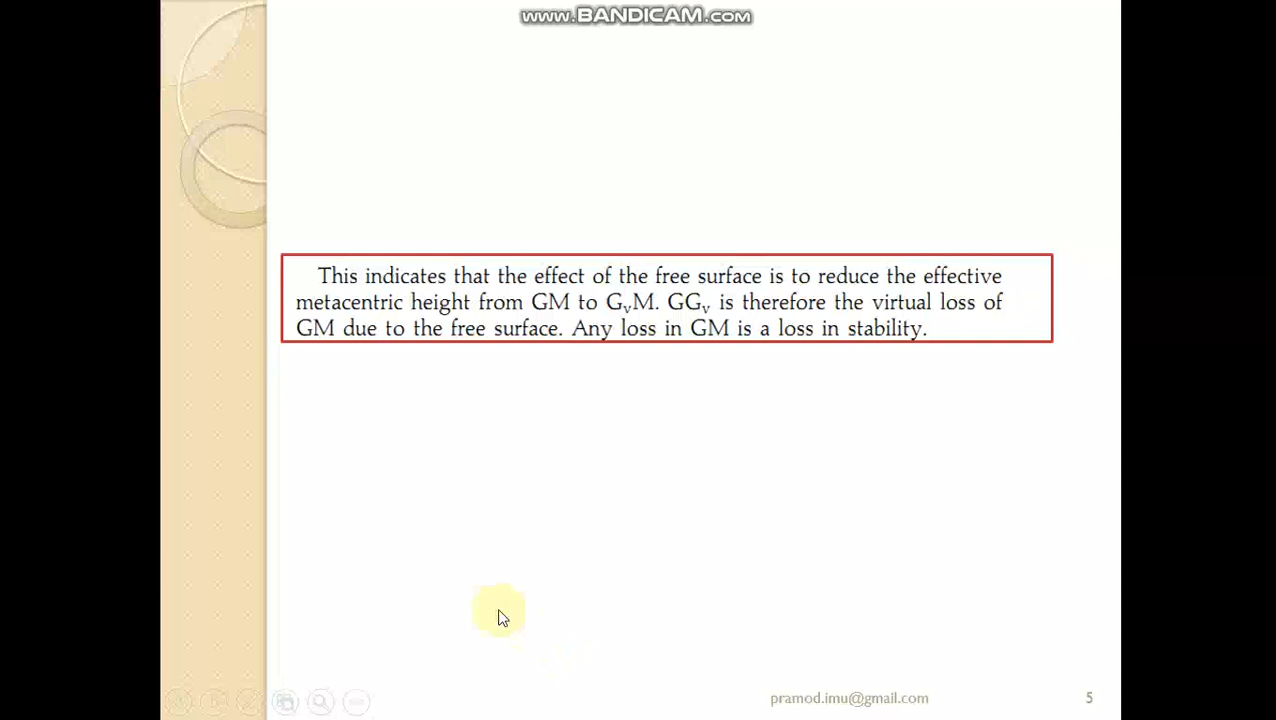 www.BANDICAM.com
This indicates that the effect of the free surface is to reduce the effective
metacentric height from GM to GᵥM. GGᵥ is therefore the virtual loss of
GM due to the free surface. Any loss in GM is a loss in stability.
pramod.imu@gmail.com 5